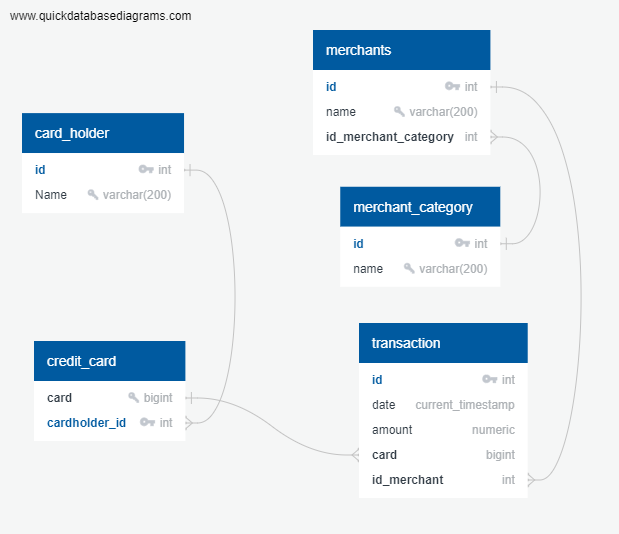 www.quickdatabasediagrams.com
merchants
id int
name varchar(200)
id_merchant_category int
card_holder
id int
Name varchar(200)
merchant_category
id int
name varchar(200)
credit_card
card bigint
cardholder_id int
transaction
id int
date current_timestamp
amount numeric
card bigint
id_merchant int